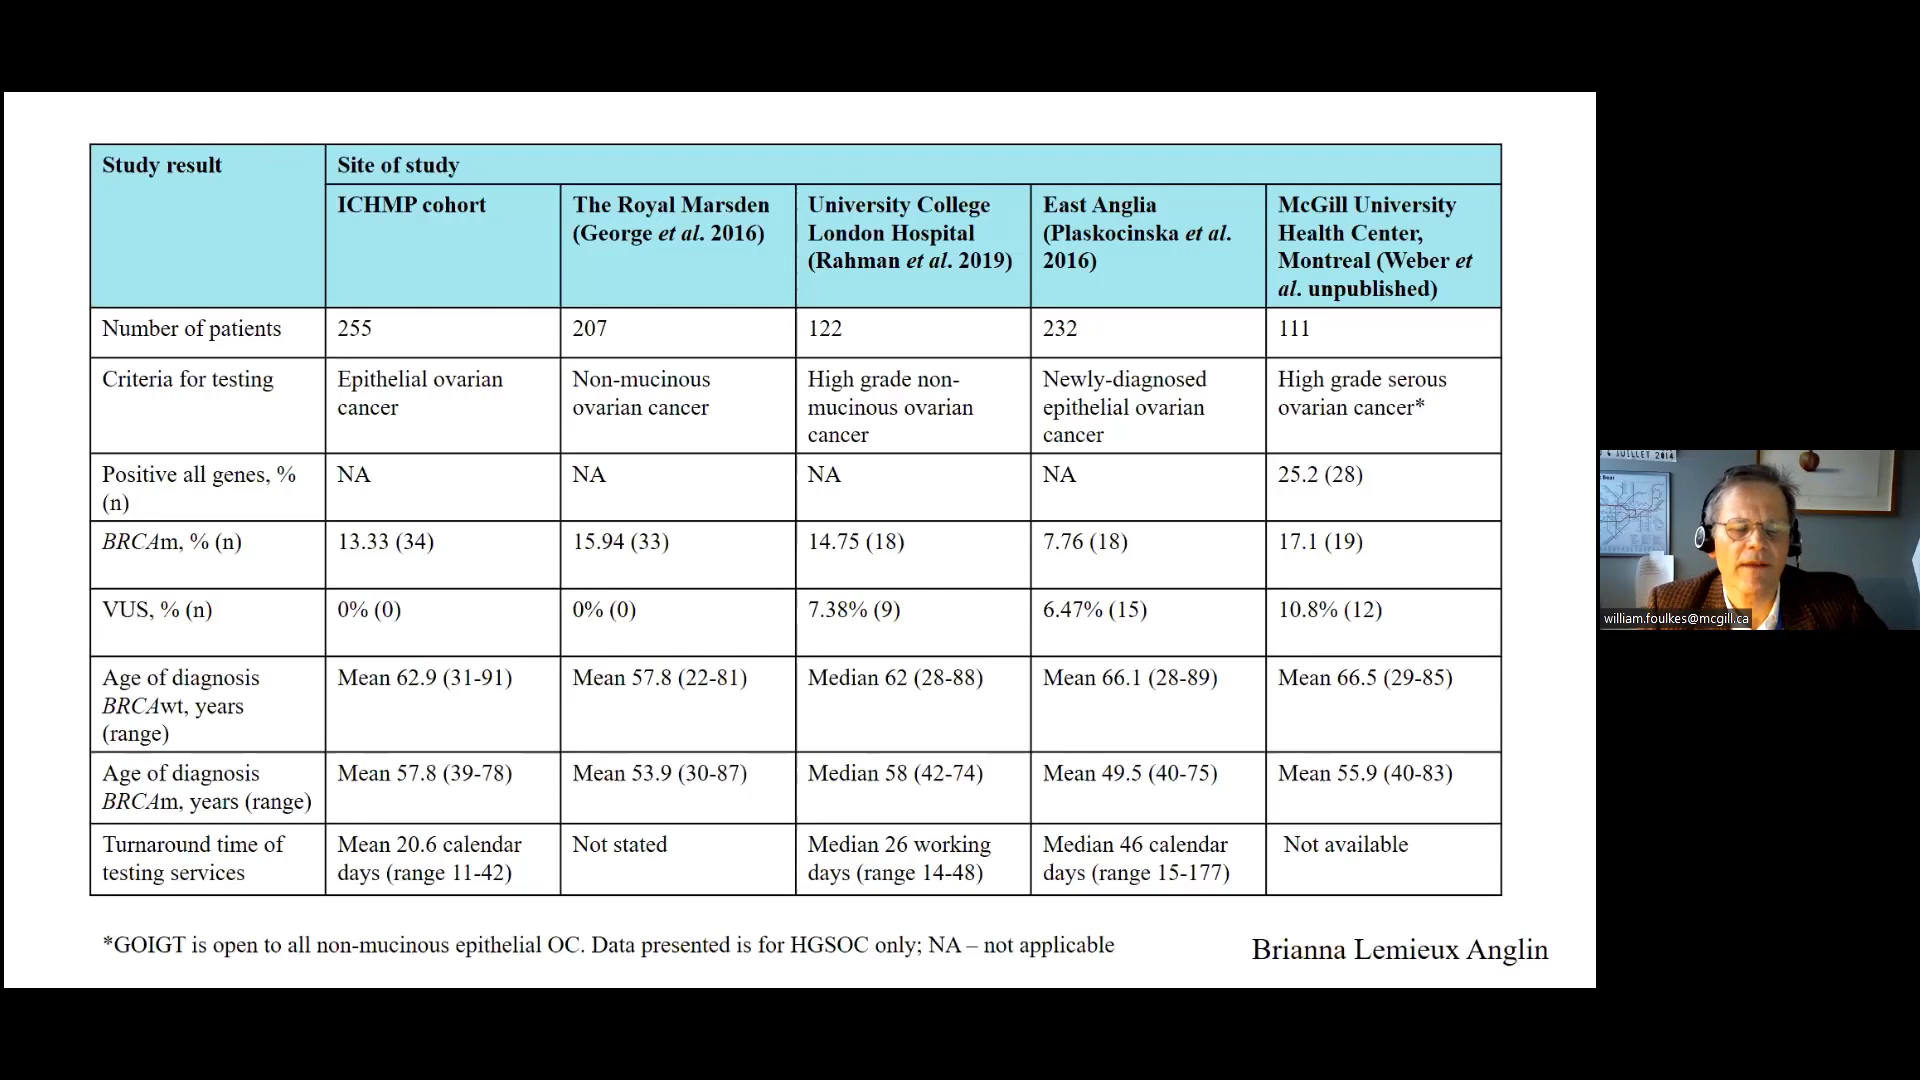 Study result
Site of study
ICHMP cohort
The Royal Marsden
(George et al. 2016)
University College
London Hospital
(Rahman et al. 2019)
East Anglia
(Plaskocinska et al.
2016)
McGill University
Health Center,
Montreal (Weber et
al. unpublished)
Number of patients
255
207
122
232
111
Criteria for testing
Epithelial ovarian
cancer
Non-mucinous
ovarian cancer
High grade non-
mucinous ovarian
cancer
Newly-diagnosed
epithelial ovarian
cancer
High grade serous
ovarian cancer*
Positive all genes, %
(n)
NA
NA
NA
NA
25.2 (28)
BRCAm, % (n)
13.33 (34)
15.94 (33)
14.75 (18)
7.76 (18)
17.1 (19)
VUS, % (n)
0% (0)
0% (0)
7.38% (9)
6.47% (15)
10.8% (12)
Age of diagnosis
BRCAwt, years
(range)
Mean 62.9 (31-91)
Mean 57.8 (22-81)
Median 62 (28-88)
Mean 66.1 (28-89)
Mean 66.5 (29-85)
Age of diagnosis
BRCAm, years (range)
Mean 57.8 (39-78)
Mean 53.9 (30-87)
Median 58 (42-74)
Mean 49.5 (40-75)
Mean 55.9 (40-83)
Turnaround time of
testing services
Mean 20.6 calendar
days (range 11-42)
Not stated
Median 26 working
days (range 14-48)
Median 46 calendar
days (range 15-177)
Not available
*GOIGT is open to all non-mucinous epithelial OC. Data presented is for HGSOC only; NA – not applicable
Brianna Lemieux Anglin
JUILLET 2014
william.foulkes@mcgill.ca